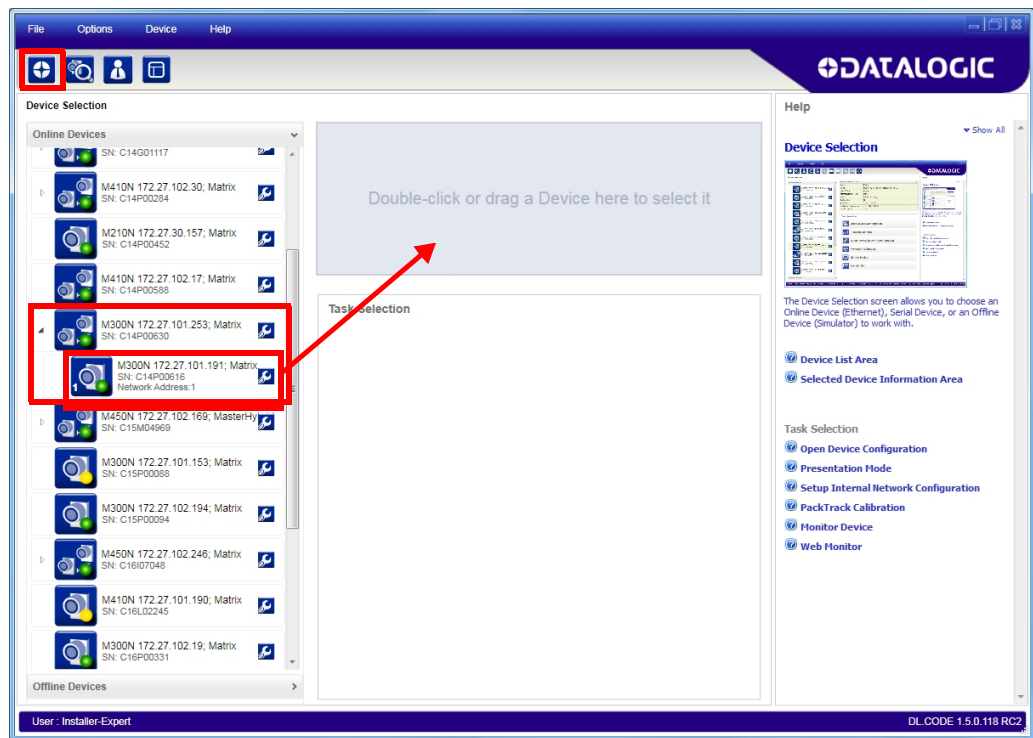 File Options Device Help
DATALOGIC
Device Selection
Online Devices
SN: C14G01117
M410N 172.27.102.30; Matrix
SN: C14P00284
M210N 172.27.30.157; Matrix
SN: C14P00452
M410N 172.27.102.17; Matrix
SN: C14P00588
M300N 172.27.101.253; Matrix
SN: C14P00630
M300N 172.27.101.191; Matrix
SN: C14P00616
Network Address:1
1
M450N 172.27.102.169; MasterHy
SN: C15M04969
M300N 172.27.101.153; Matrix
SN: C15P00088
M300N 172.27.102.194; Matrix
SN: C15P00094
M450N 172.27.102.246; Matrix
SN: C16I07048
M410N 172.27.101.190; Matrix
SN: C16L02245
M300N 172.27.102.19; Matrix
SN: C16P00331
Offline Devices
Double-click or drag a Device here to select it
Task Selection
Help
Show All
Device Selection
The Device Selection screen allows you to choose an
Online Device (Ethernet), Serial Device, or an Offline
Device (Simulator) to work with.
Device List Area
Selected Device Information Area
Task Selection
Open Device Configuration
Presentation Mode
Setup Internal Network Configuration
PackTrack Calibration
Monitor Device
Web Monitor
User : Installer-Expert
DL.CODE 1.5.0.118 RC2